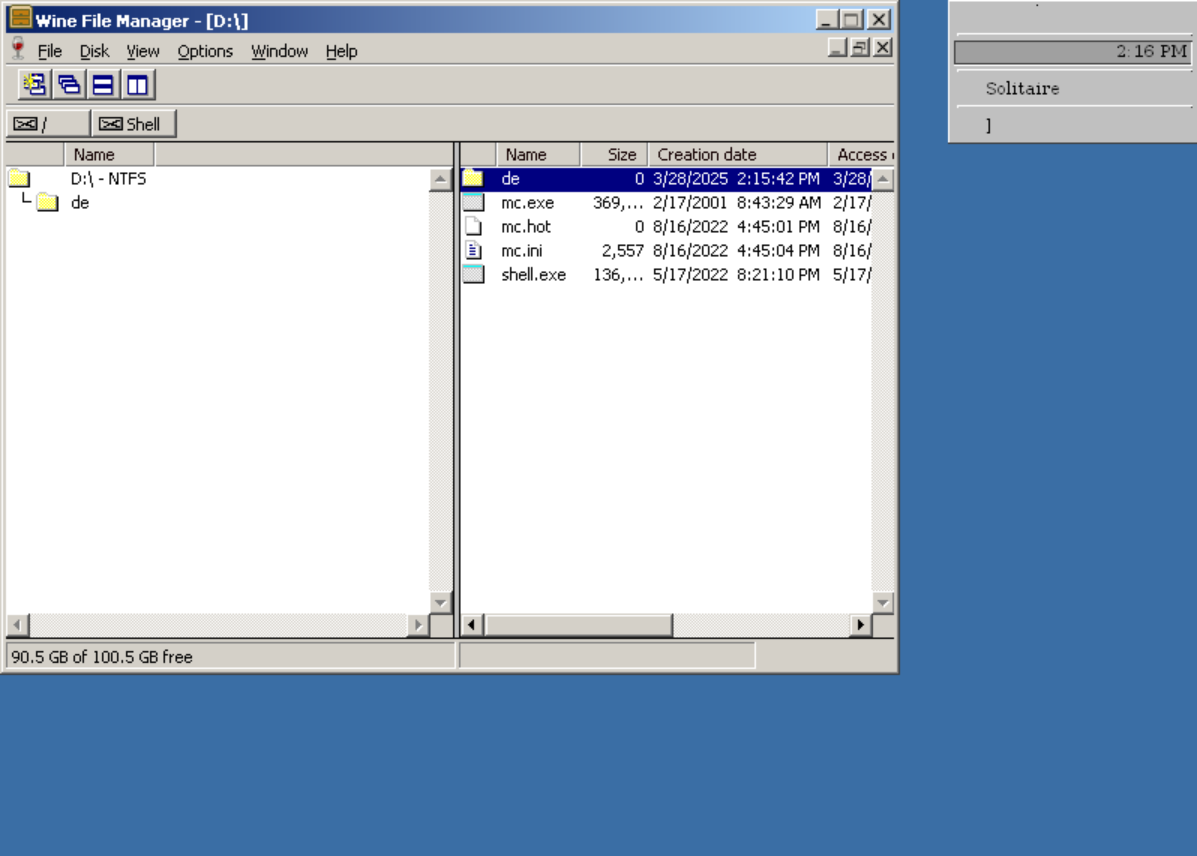 Wine File Manager - [D:\]
File Disk View Options Window Help
/ Shell
Name
D:\ - NTFS
de
Name Size Creation date Access
de 0 3/28/2025 2:15:42 PM 3/28/
mc.exe 369,... 2/17/2001 8:43:29 AM 2/17/
mc.hot 0 8/16/2022 4:45:01 PM 8/16/
mc.ini 2,557 8/16/2022 4:45:04 PM 8/16/
shell.exe 136,... 5/17/2022 8:21:10 PM 5/17/
90.5 GB of 100.5 GB free
2:16 PM
Solitaire
]